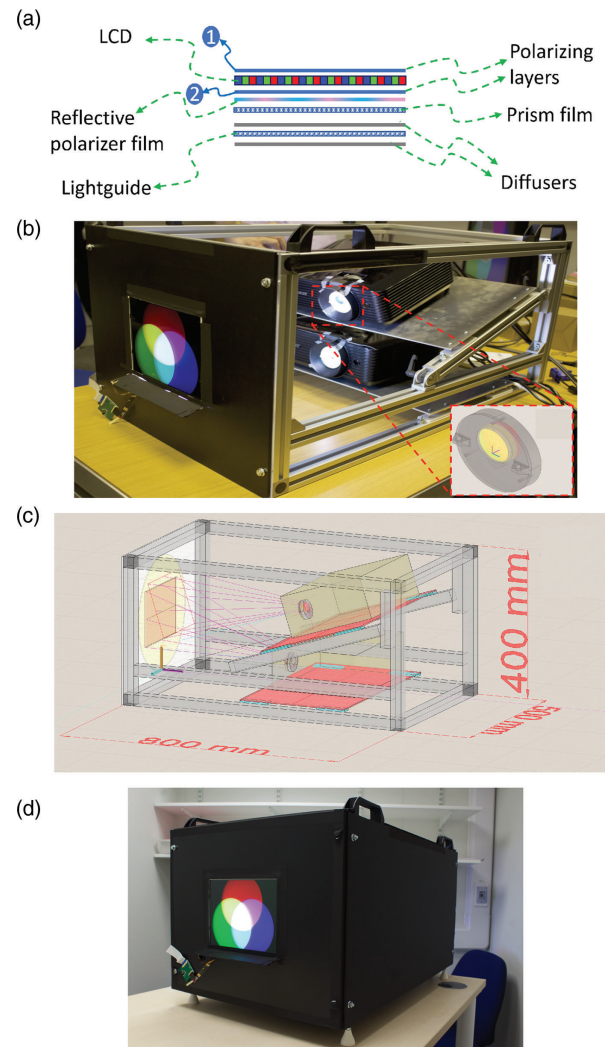 (a)
LCD
1
2
Polarizing
layers
Reflective
polarizer film
Prism film
Lightguide
Diffusers
(b)
(c)
400 mm
500 mm
800 mm
(d)